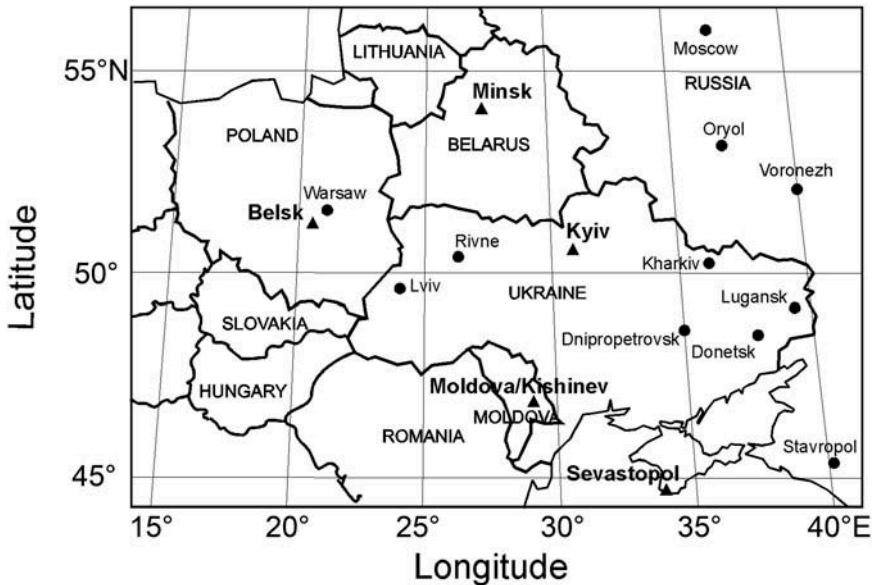 LITHUANIA
Moscow
55°N
RUSSIA
Minsk
POLAND
Oryol
BELARUS
Voronezh
Warsaw
Belsk
Kyiv
Rivne
Kharkiv
50°
Lviv
UKRAINE
Lugansk
SLOVAKIA
Dnipropetrovsk
Donetsk
HUNGARY
Moldova/Kishinev
MOLDOVA
ROMANIA
Stavropol
45°
Sevastopol
Latitude
15°
20°
25°
30°
35°
40°E
Longitude